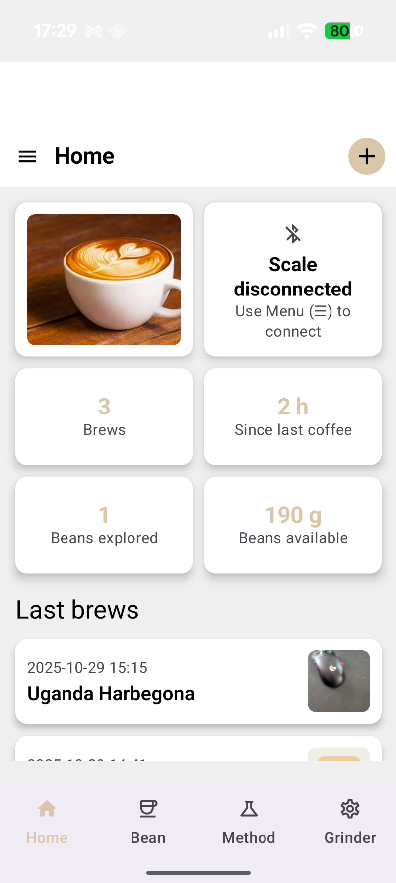 17:29
80
Home
Scale
disconnected
Use Menu (☰) to
connect
3
Brews
2 h
Since last coffee
1
Beans explored
190 g
Beans available
Last brews
2025-10-29 15:15
Uganda Harbegona
Home
Bean
Method
Grinder